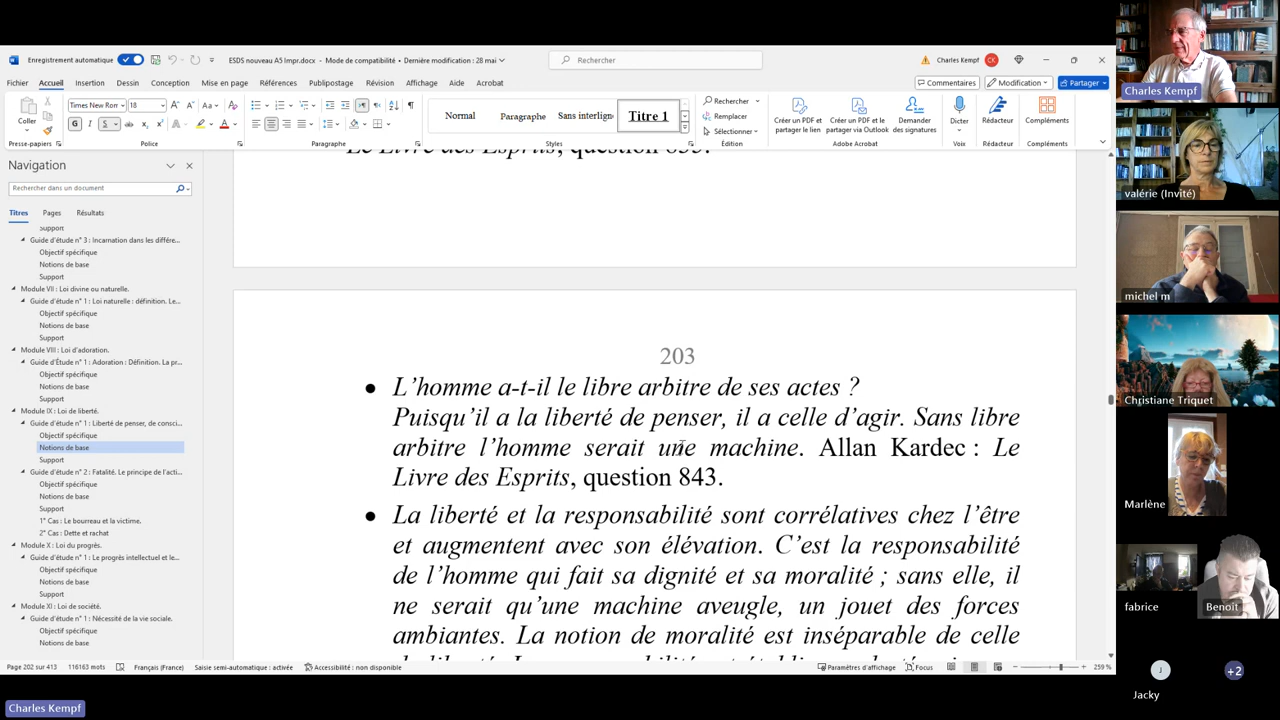 Enregistrement automatique
ESDS nouveau A5 Impr.docx - Mode de compatibilité • Dernière modification : 28 mai
Rechercher
Charles Kempf
CK
Fichier Accueil Insertion Dessin Conception Mise en page Références Publipostage Révision Affichage Aide Acrobat
Commentaires Modification Partager
Coller
Times New Rom 18
Normal Paragraphe Sans interlign Titre 1
Rechercher
Remplacer
Sélectionner
Créer un PDF et partager le lien
Créer un PDF et partager via Outlook
Demander des signatures
Dicter
Rédacteur
Compléments
Presse-papiers Police Paragraphe Styles Édition Adobe Acrobat Voix Rédacteur Compléments
Navigation
Rechercher dans un document
Titres Pages Résultats
Support
Guide d'étude n° 3 : Incarnation dans les différe...
Objectif spécifique
Notions de base
Support
Module VII : Loi divine ou naturelle.
Guide d'étude n° 1 : Loi naturelle : définition. Le...
Objectif spécifique
Notions de base
Support
Module VIII : Loi d'adoration.
Guide d'Étude n° 1 : Adoration : Définition. La pr...
Objectif spécifique
Notions de base
Support
Module IX : Loi de liberté.
Guide d'étude n° 1 : Liberté de penser, de consci...
Objectif spécifique
Notions de base
Support
Guide d'étude n° 2 : Fatalité. Le principe de l'acti...
Objectif spécifique
Notions de base
Support
1° Cas : Le bourreau et la victime.
2° Cas : Dette et rachat
Module X : Loi du progrès.
Guide d'étude n° 1 : Le progrès intellectuel et le...
Objectif spécifique
Notions de base
Support
Module XI : Loi de société.
Guide d'étude n° 1 : Nécessité de la vie sociale.
Objectif spécifique
Notions de base
Le Livre des Esprits, question
203
• L'homme a-t-il le libre arbitre de ses actes ?
Puisqu'il a la liberté de penser, il a celle d'agir. Sans libre
arbitre l'homme serait une machine. Allan Kardec : Le
Livre des Esprits, question 843.
• La liberté et la responsabilité sont corrélatives chez l'être
et augmentent avec son élévation. C'est la responsabilité
de l'homme qui fait sa dignité et sa moralité ; sans elle, il
ne serait qu'une machine aveugle, un jouet des forces
ambiantes. La notion de moralité est inséparable de celle
Page 202 sur 413 116163 mots Français (France) Saisie semi-automatique : activée Accessibilité : non disponible
Paramètres d'affichage Focus 259 %
Charles Kempf
valérie (Invité)
michel m
Christiane Triquet
Marlène
fabrice
Benoît
J
Jacky
+2
Charles Kempf